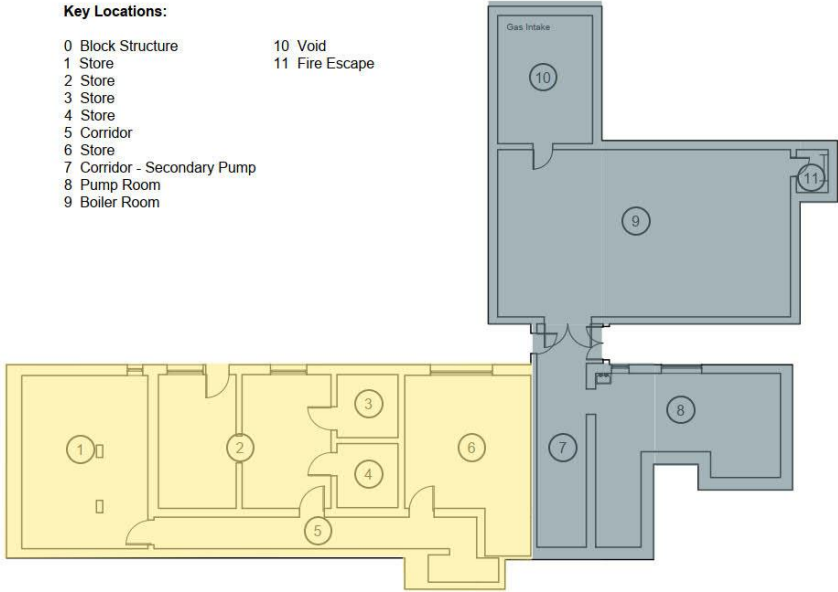 Key Locations:
0 Block Structure
1 Store
2 Store
3 Store
4 Store
5 Corridor
6 Store
7 Corridor - Secondary Pump
8 Pump Room
9 Boiler Room
10 Void
11 Fire Escape
Gas Intake
10
11
9
3
8
1
2
6
7
4
5